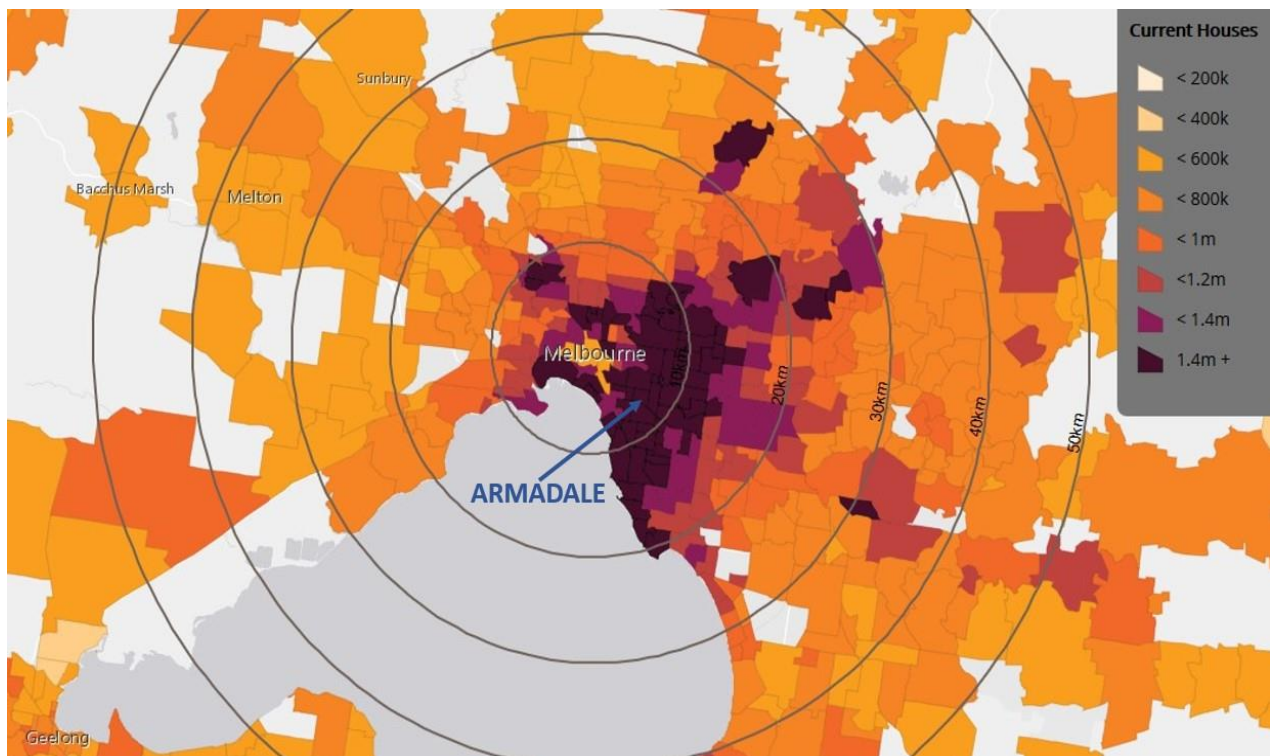 Current Houses
< 200k
< 400k
< 600k
< 800k
< 1m
<1.2m
< 1.4m
1.4m +
Sunbury
Bacchus Marsh
Melton
Melbourne
10km
20km
30km
40km
50km
ARMADALE
Geelong